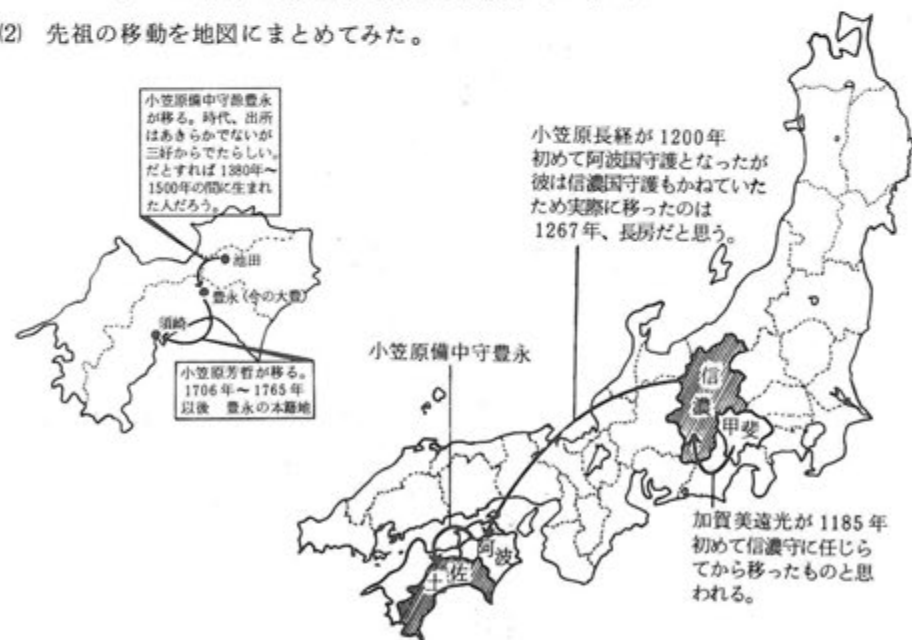 (2) 先祖の移動を地図にまとめてみた。
小笠原備中守豊永
が移る。時代、出所
はあきらかでないが
三好からでたらしい。
だとすれば1380年～
1500年の間に生まれ
た人だろう。
池田
豊永(今の大豊)
須崎
小笠原芳哲が移る。
1706年～1765年
以後 豊永の本籍地
小笠原長経が1200年
初めて阿波国守護となったが
彼は信濃国守護もかねていた
ため実際に移ったのは
1267年、長房だと思う。
小笠原備中守豊永
信濃
甲斐
阿波
土佐
加賀美遠光が1185年
初めて信濃守に任じら
てから移ったものと思
われる。